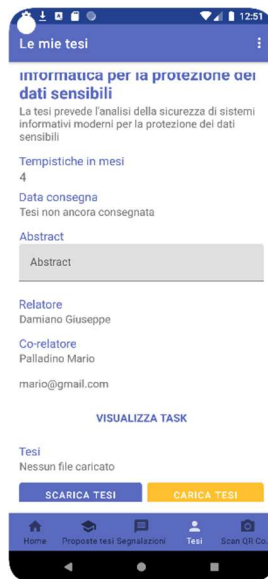 12:51
Le mie tesi
informatica per la protezione dei
dati sensibili
La tesi prevede l'analisi della sicurezza di sistemi
informativi moderni per la protezione dei dati
sensibili
Tempistiche in mesi
4
Data consegna
Tesi non ancora consegnata
Abstract
Abstract
Relatore
Damiano Giuseppe
Co-relatore
Palladino Mario
mario@gmail.com
VISUALIZZA TASK
Tesi
Nessun file caricato
SCARICA TESI CARICA TESI
Home Proposte tesi Segnalazioni Tesi Scan QR Co.